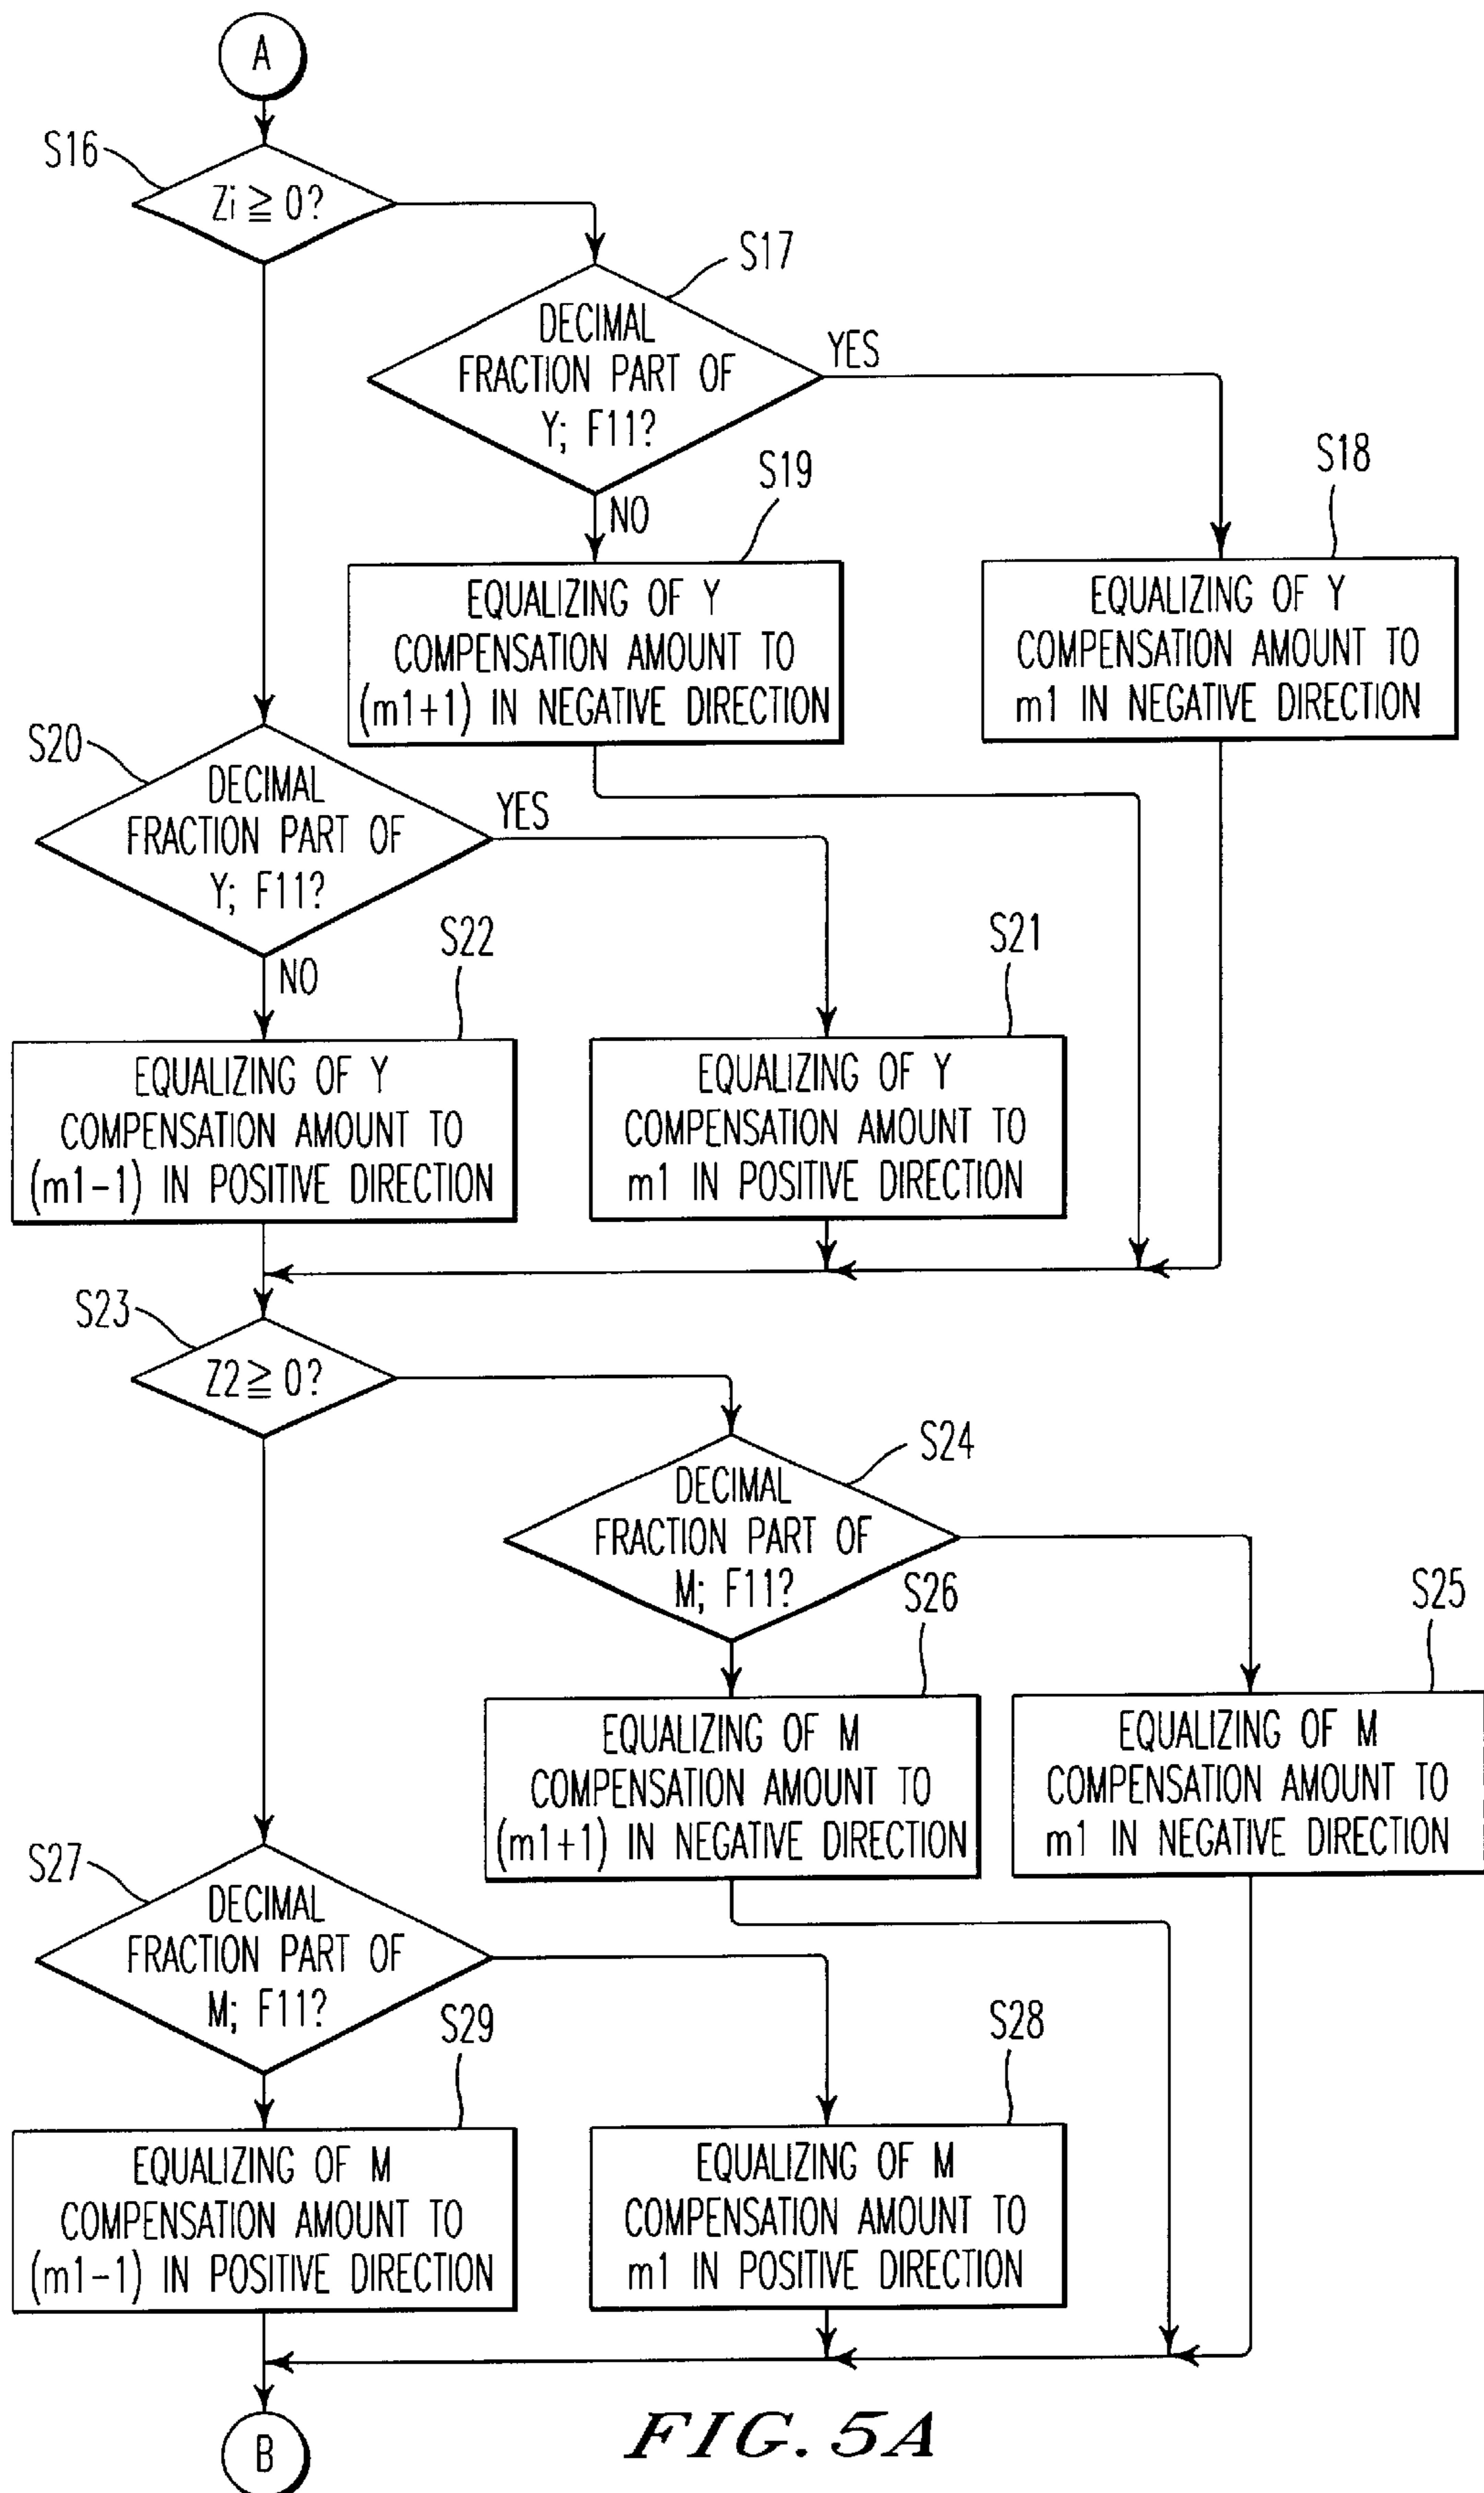 A
S16
Zi ≧ 0?
S17
DECIMAL
FRACTION PART OF
Y; F11?
YES
NO
S19
EQUALIZING OF Y
COMPENSATION AMOUNT TO
(m1+1) IN NEGATIVE DIRECTION
S18
EQUALIZING OF Y
COMPENSATION AMOUNT TO
m1 IN NEGATIVE DIRECTION
S20
DECIMAL
FRACTION PART OF
Y; F11?
YES
NO
S22
EQUALIZING OF Y
COMPENSATION AMOUNT TO
(m1-1) IN POSITIVE DIRECTION
S21
EQUALIZING OF Y
COMPENSATION AMOUNT TO
m1 IN POSITIVE DIRECTION
S23
Z2 ≧ 0?
S24
DECIMAL
FRACTION PART OF
M; F11?
S26
EQUALIZING OF M
COMPENSATION AMOUNT TO
(m1+1) IN NEGATIVE DIRECTION
S25
EQUALIZING OF M
COMPENSATION AMOUNT TO
m1 IN NEGATIVE DIRECTION
S27
DECIMAL
FRACTION PART OF
M; F11?
S29
EQUALIZING OF M
COMPENSATION AMOUNT TO
(m1-1) IN POSITIVE DIRECTION
S28
EQUALIZING OF M
COMPENSATION AMOUNT TO
m1 IN POSITIVE DIRECTION
B
FIG. 5A